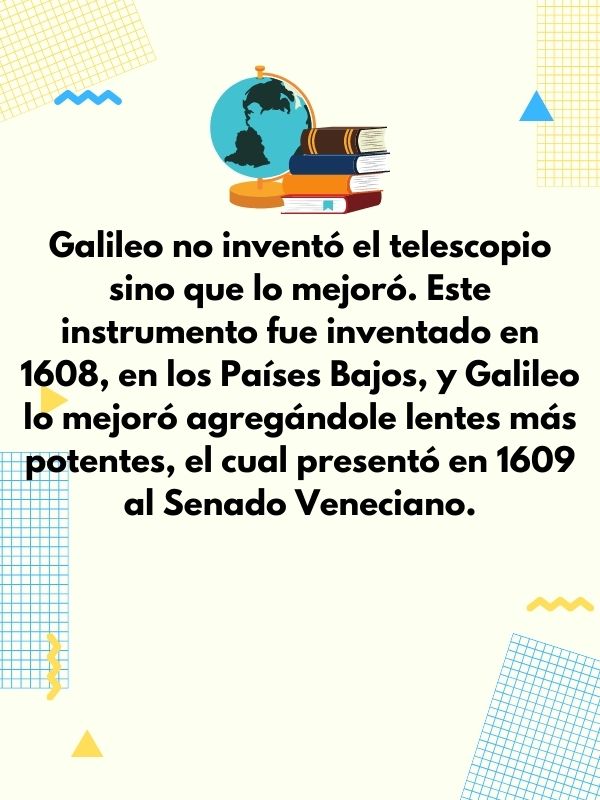 Galileo no inventó el telescopio
sino que lo mejoró. Este
instrumento fue inventado en
1608, en los Países Bajos, y Galileo
lo mejoró agregándole lentes más
potentes, el cual presentó en 1609
al Senado Veneciano.